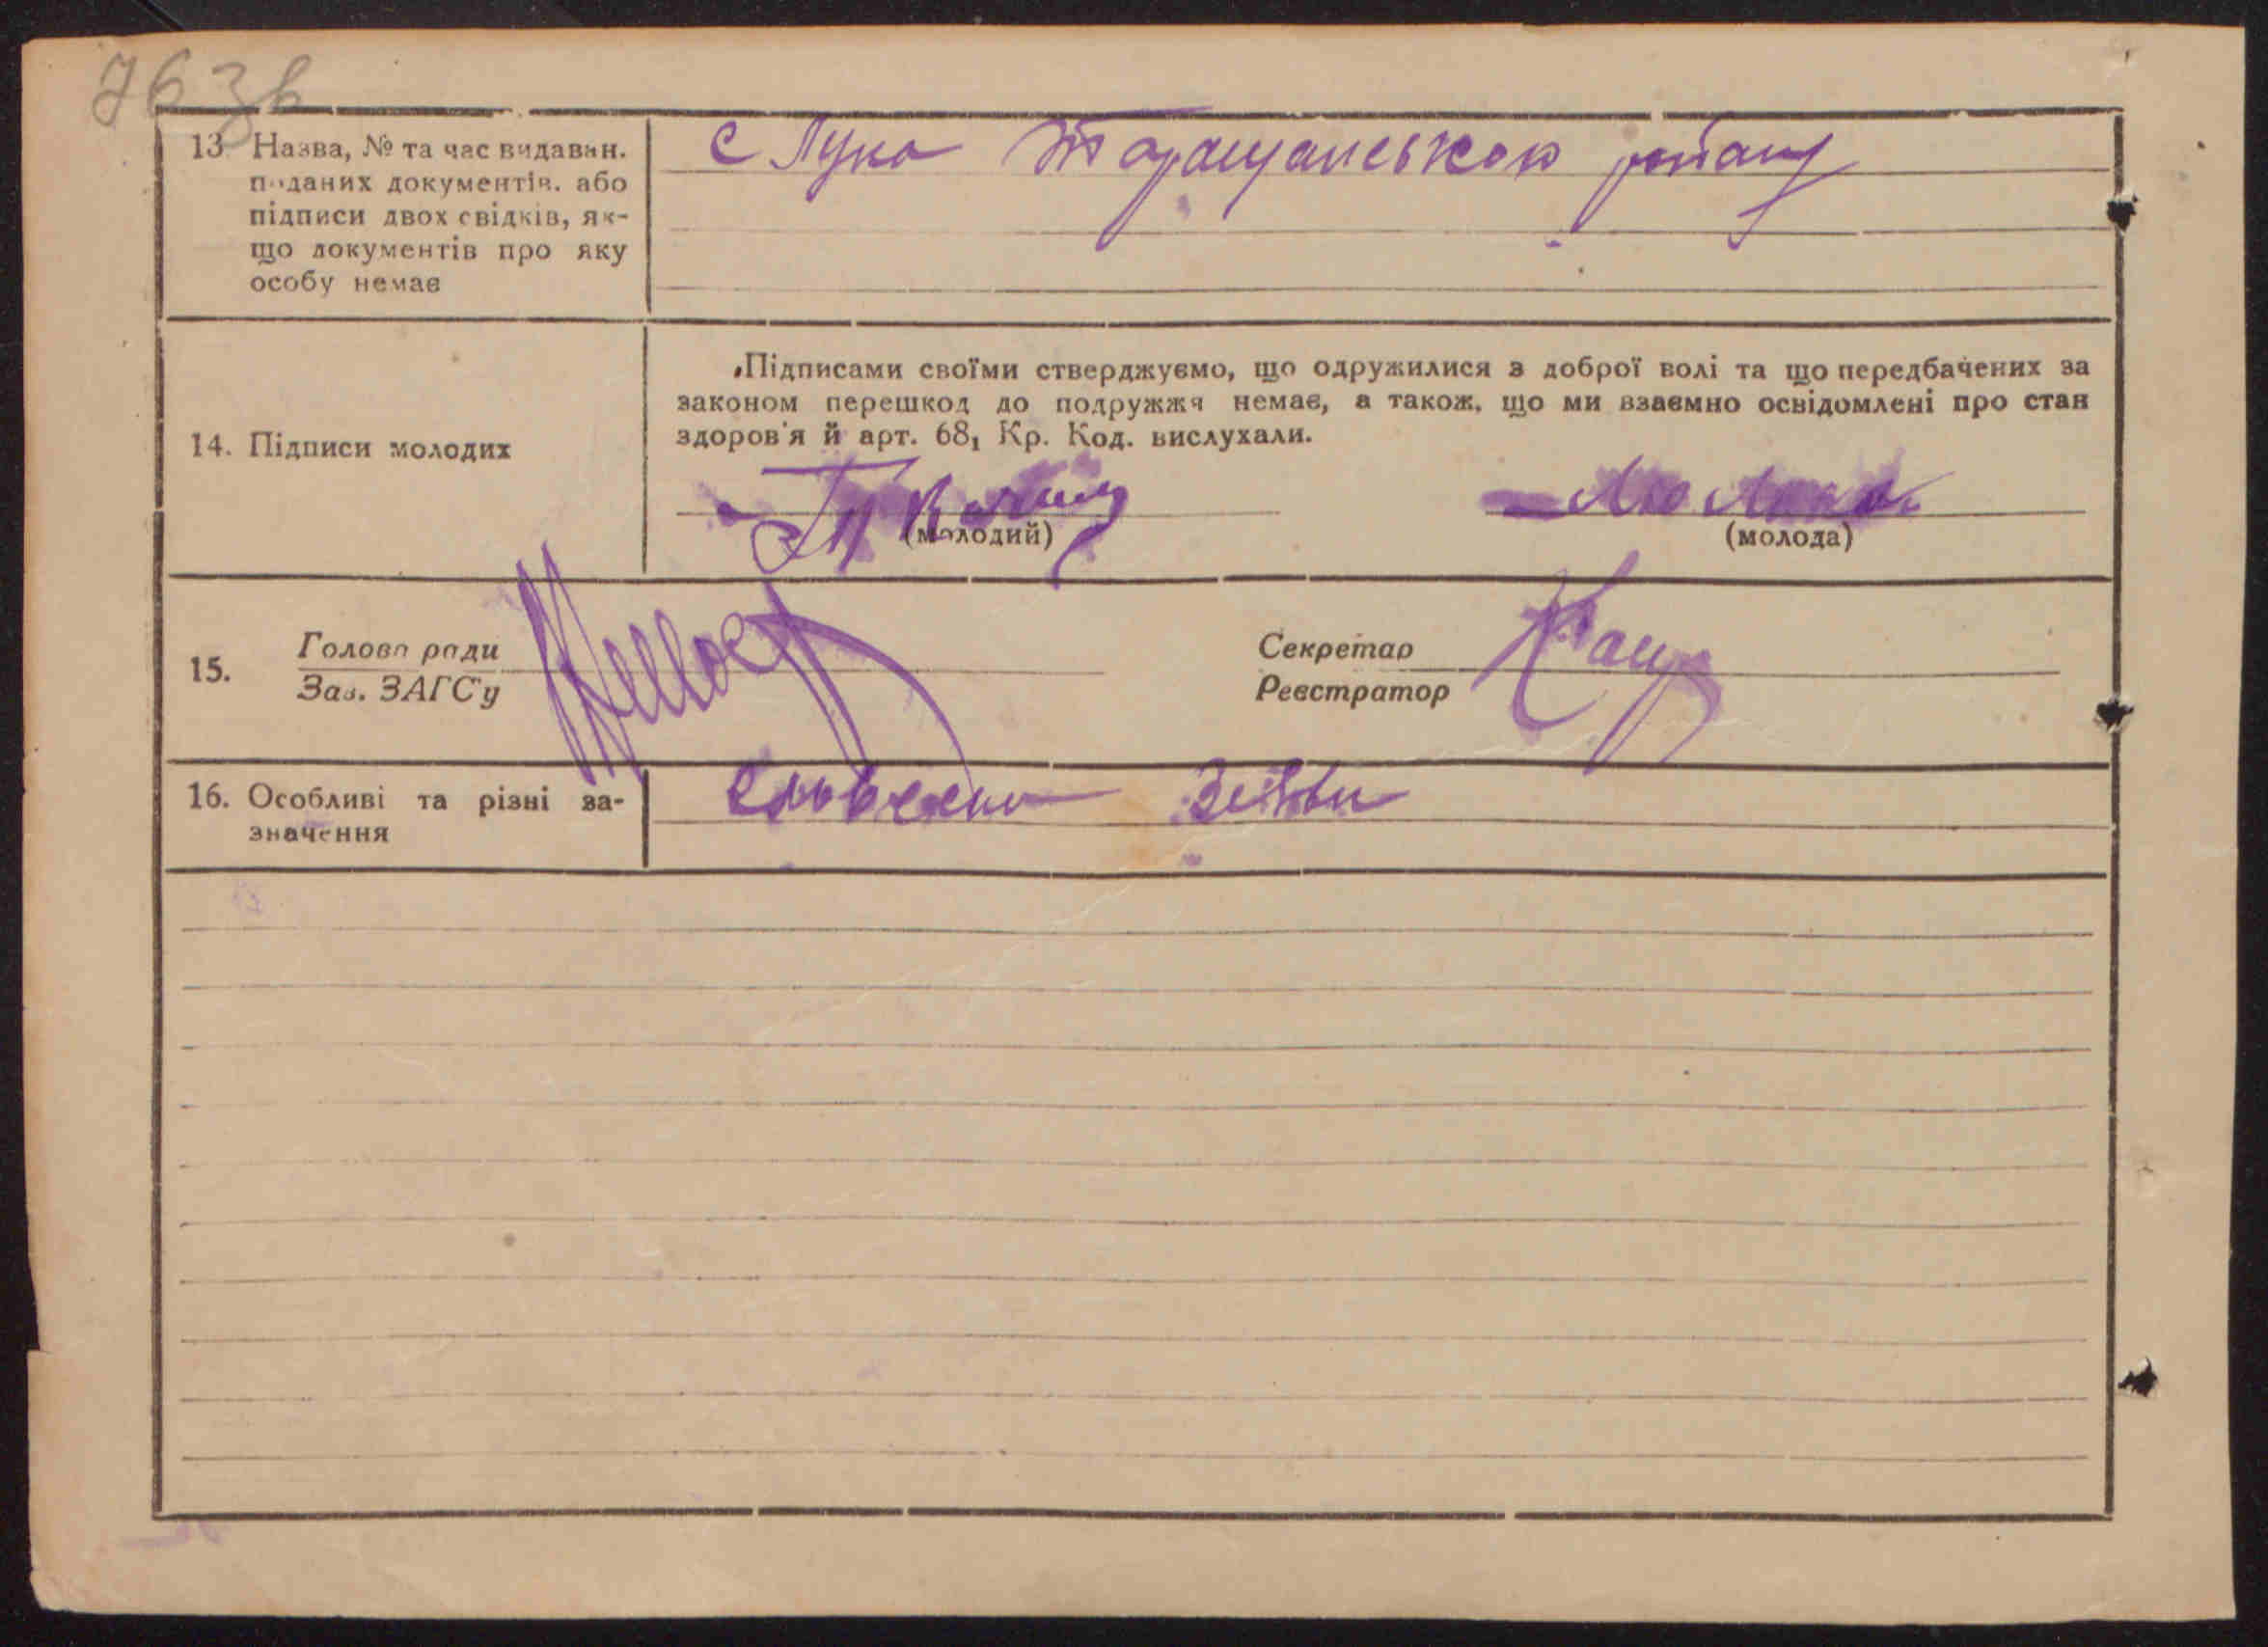 763в
13. Назва, № та час видаван.
поданих документів, або
підписи двох свідків, як-
що документів про яку
особу немає
с Лука Таращанського району
14. Підписи молодих
Підписами своїми стверджуємо, що одружилися з доброї волі та що передбачених за
законом перешкод до подружжя немає, а також, що ми взаємно освідомлені про стан
здоров'я й арт. 68₁ Кр. Код. вислухали.
(молодий)
(молода)
15.
Голова ради
Зав. ЗАГС'у
Секретар
Реєстратор
16. Особливі та різні за-
значення